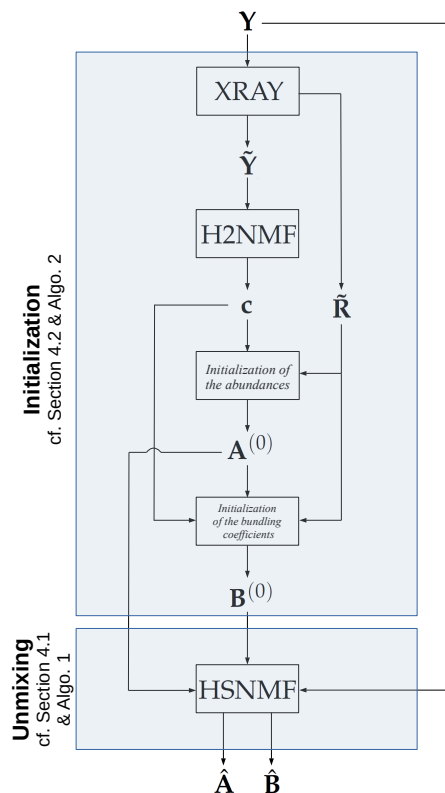 Y
XRAY
Ỹ
H2NMF
c
R̃
Initialization of
the abundances
A^(0)
Initialization
of the bundling
coefficients
B^(0)
Initialization
cf. Section 4.2 & Algo. 2
Unmixing
cf. Section 4.1
& Algo. 1
HSNMF
Â
B̂